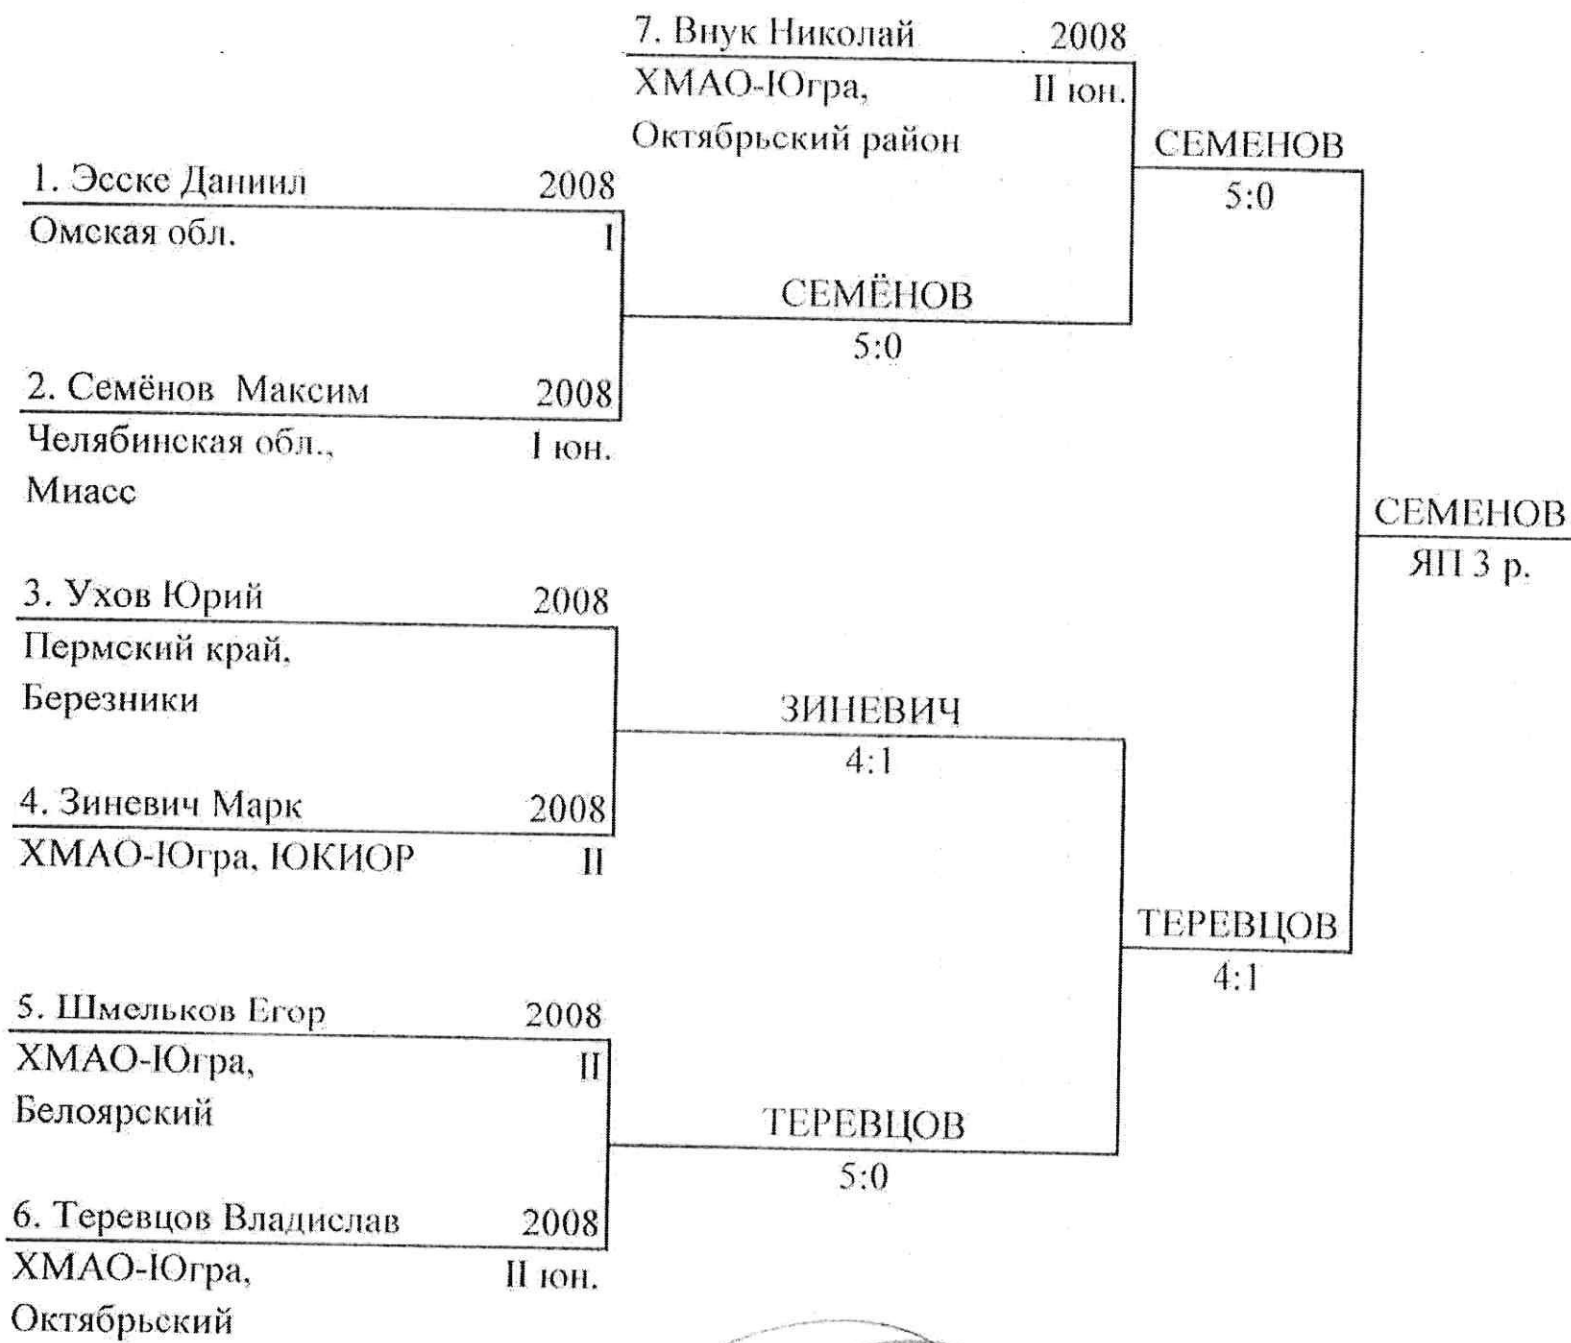 7. Внук Николай 2008
ХМАО-Югра, II юн.
Октябрьский район
СЕМЕНОВ
5:0
1. Эсске Даниил 2008
Омская обл. I
СЕМЁНОВ
5:0
2. Семёнов Максим 2008
Челябинская обл., I юн.
Миасс
СЕМЕНОВ
ЯП 3 р.
3. Ухов Юрий 2008
Пермский край,
Березники
ЗИНЕВИЧ
4:1
4. Зиневич Марк 2008
ХМАО-Югра, ЮКИОР II
ТЕРЕВЦОВ
4:1
5. Шмельков Егор 2008
ХМАО-Югра, II
Белоярский
ТЕРЕВЦОВ
5:0
6. Теревцов Владислав 2008
ХМАО-Югра, II юн.
Октябрьский